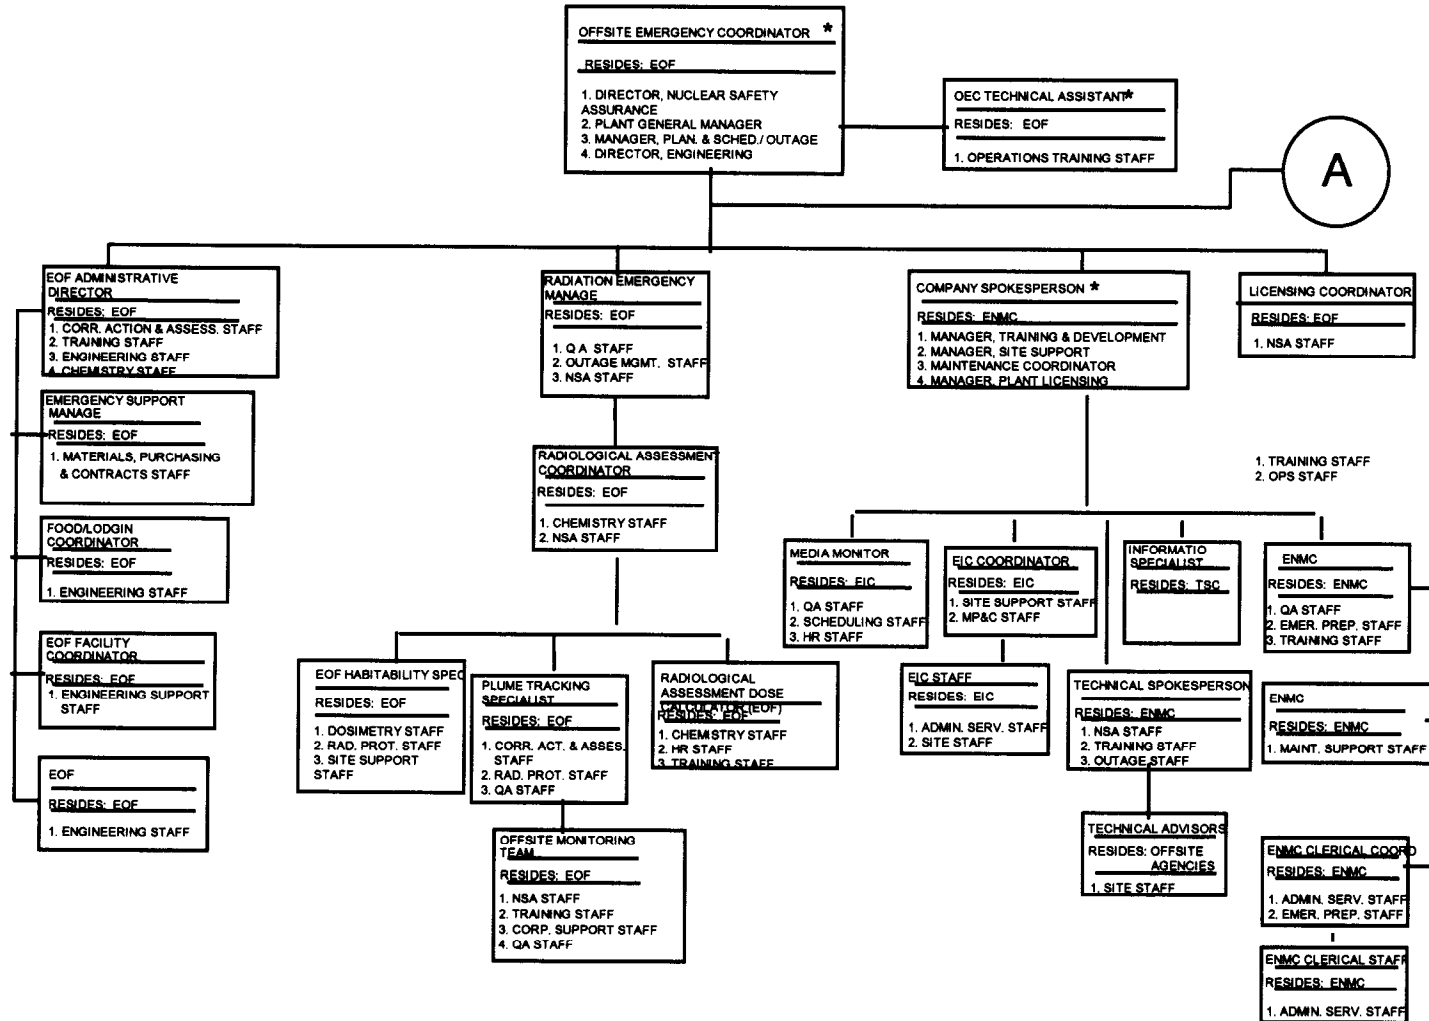 OFFSITE EMERGENCY COORDINATOR *
RESIDES: EOF
1. DIRECTOR, NUCLEAR SAFETY
ASSURANCE
2. PLANT GENERAL MANAGER
3. MANAGER, PLAN. & SCHED./ OUTAGE
4. DIRECTOR, ENGINEERING
OEC TECHNICAL ASSISTANT*
RESIDES: EOF
1. OPERATIONS TRAINING STAFF
A
EOF ADMINISTRATIVE
DIRECTOR
RESIDES: EOF
1. CORR. ACTION & ASSESS. STAFF
2. TRAINING STAFF
3. ENGINEERING STAFF
4. CHEMISTRY STAFF
EMERGENCY SUPPORT
MANAGE
RESIDES: EOF
1. MATERIALS, PURCHASING
& CONTRACTS STAFF
FOOD/LODGIN
COORDINATOR
RESIDES: EOF
1. ENGINEERING STAFF
EOF FACILITY
COORDINATOR
RESIDES: EOF
1. ENGINEERING SUPPORT
STAFF
EOF
RESIDES: EOF
1. ENGINEERING STAFF
RADIATION EMERGENCY
MANAGE
RESIDES: EOF
1. Q A STAFF
2. OUTAGE MGMT. STAFF
3. NSA STAFF
RADIOLOGICAL ASSESSMENT
COORDINATOR
RESIDES: EOF
1. CHEMISTRY STAFF
2. NSA STAFF
EOF HABITABILITY SPEC
RESIDES: EOF
1. DOSIMETRY STAFF
2. RAD. PROT. STAFF
3. SITE SUPPORT
STAFF
PLUME TRACKING
SPECIALIST
RESIDES: EOF
1. CORR. ACT. & ASSES.
STAFF
2. RAD. PROT. STAFF
3. QA STAFF
RADIOLOGICAL
ASSESSMENT DOSE
CALCULATOR (EOF)
RESIDES: EOF
1. CHEMISTRY STAFF
2. HR STAFF
3. TRAINING STAFF
OFFSITE MONITORING
TEAM
RESIDES: EOF
1. NSA STAFF
2. TRAINING STAFF
3. CORP. SUPPORT STAFF
4. QA STAFF
COMPANY SPOKESPERSON *
RESIDES: ENMC
1. MANAGER, TRAINING & DEVELOPMENT
2. MANAGER, SITE SUPPORT
3. MAINTENANCE COORDINATOR
4. MANAGER, PLANT LICENSING
LICENSING COORDINATOR
RESIDES: EOF
1. NSA STAFF
1. TRAINING STAFF
2. OPS STAFF
MEDIA MONITOR
RESIDES: EIC
1. QA STAFF
2. SCHEDULING STAFF
3. HR STAFF
EIC COORDINATOR
RESIDES: EIC
1. SITE SUPPORT STAFF
2. MP&C STAFF
INFORMATIO
SPECIALIST
RESIDES: TSC
ENMC
RESIDES: ENMC
1. QA STAFF
2. EMER. PREP. STAFF
3. TRAINING STAFF
EIC STAFF
RESIDES: EIC
1. ADMIN. SERV. STAFF
2. SITE STAFF
TECHNICAL SPOKESPERSON
RESIDES: ENMC
1. NSA STAFF
2. TRAINING STAFF
3. OUTAGE STAFF
ENMC
RESIDES: ENMC
1. MAINT. SUPPORT STAFF
TECHNICAL ADVISORS
RESIDES: OFFSITE
AGENCIES
1. SITE STAFF
ENMC CLERICAL COORD
RESIDES: ENMC
1. ADMIN. SERV. STAFF
2. EMER. PREP. STAFF
ENMC CLERICAL STAFF
RESIDES: ENMC
1. ADMIN. SERV. STAFF